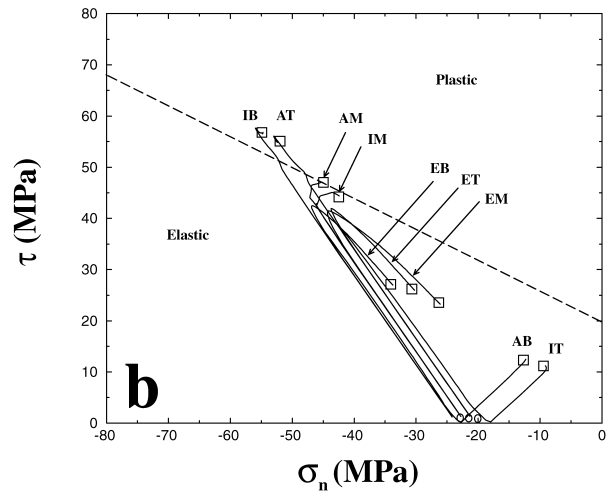 80
70
60
50
40
30
20
10
0
τ (MPa)
Plastic
Elastic
IB AT AM
IM
EB
ET
EM
AB IT
b
-80 -70 -60 -50 -40 -30 -20 -10 0
σn (MPa)